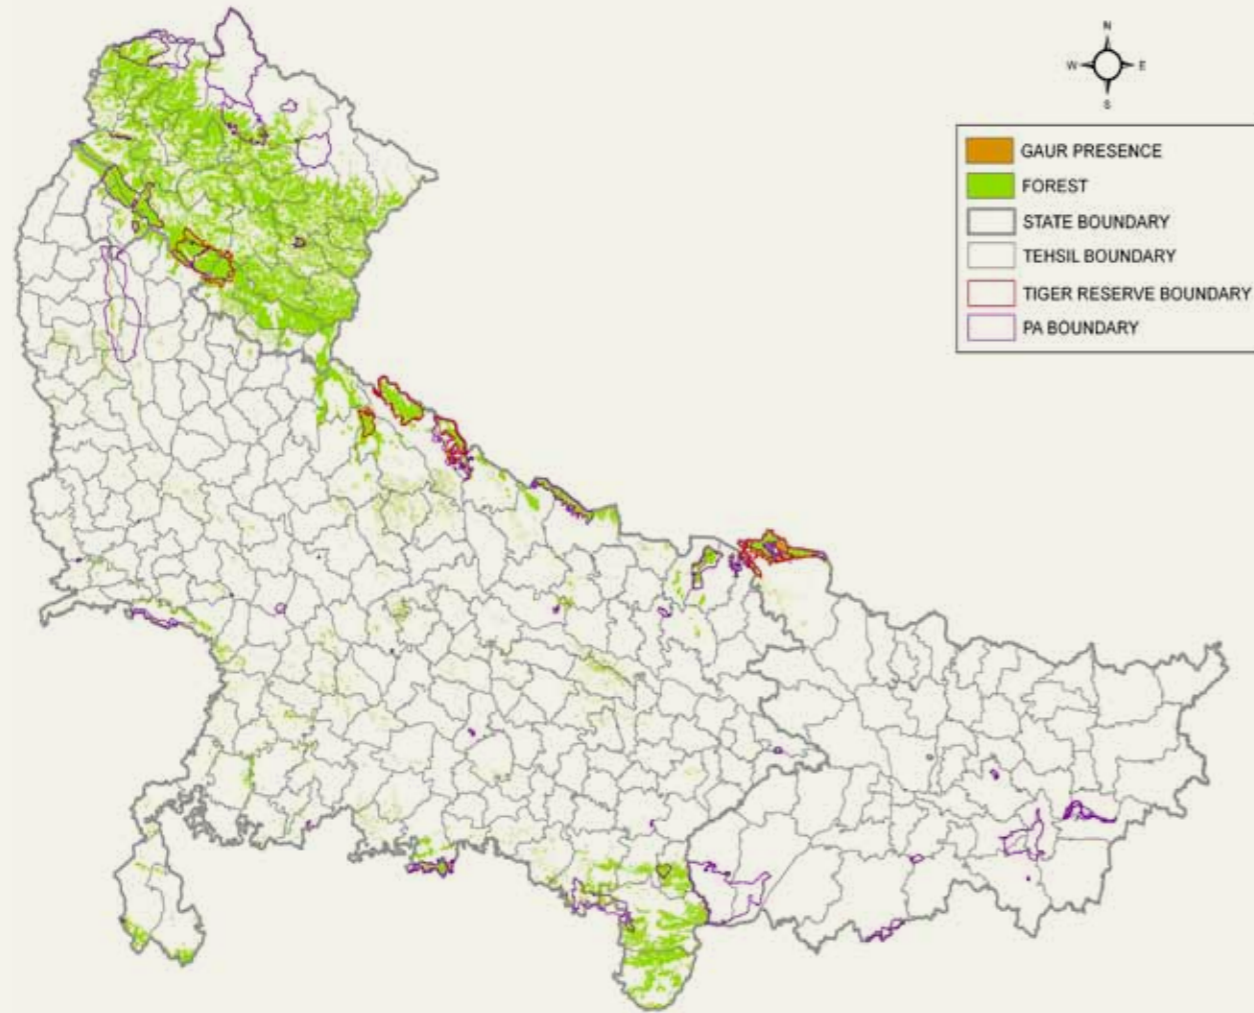 N
W E
S
GAUR PRESENCE
FOREST
STATE BOUNDARY
TEHSIL BOUNDARY
TIGER RESERVE BOUNDARY
PA BOUNDARY